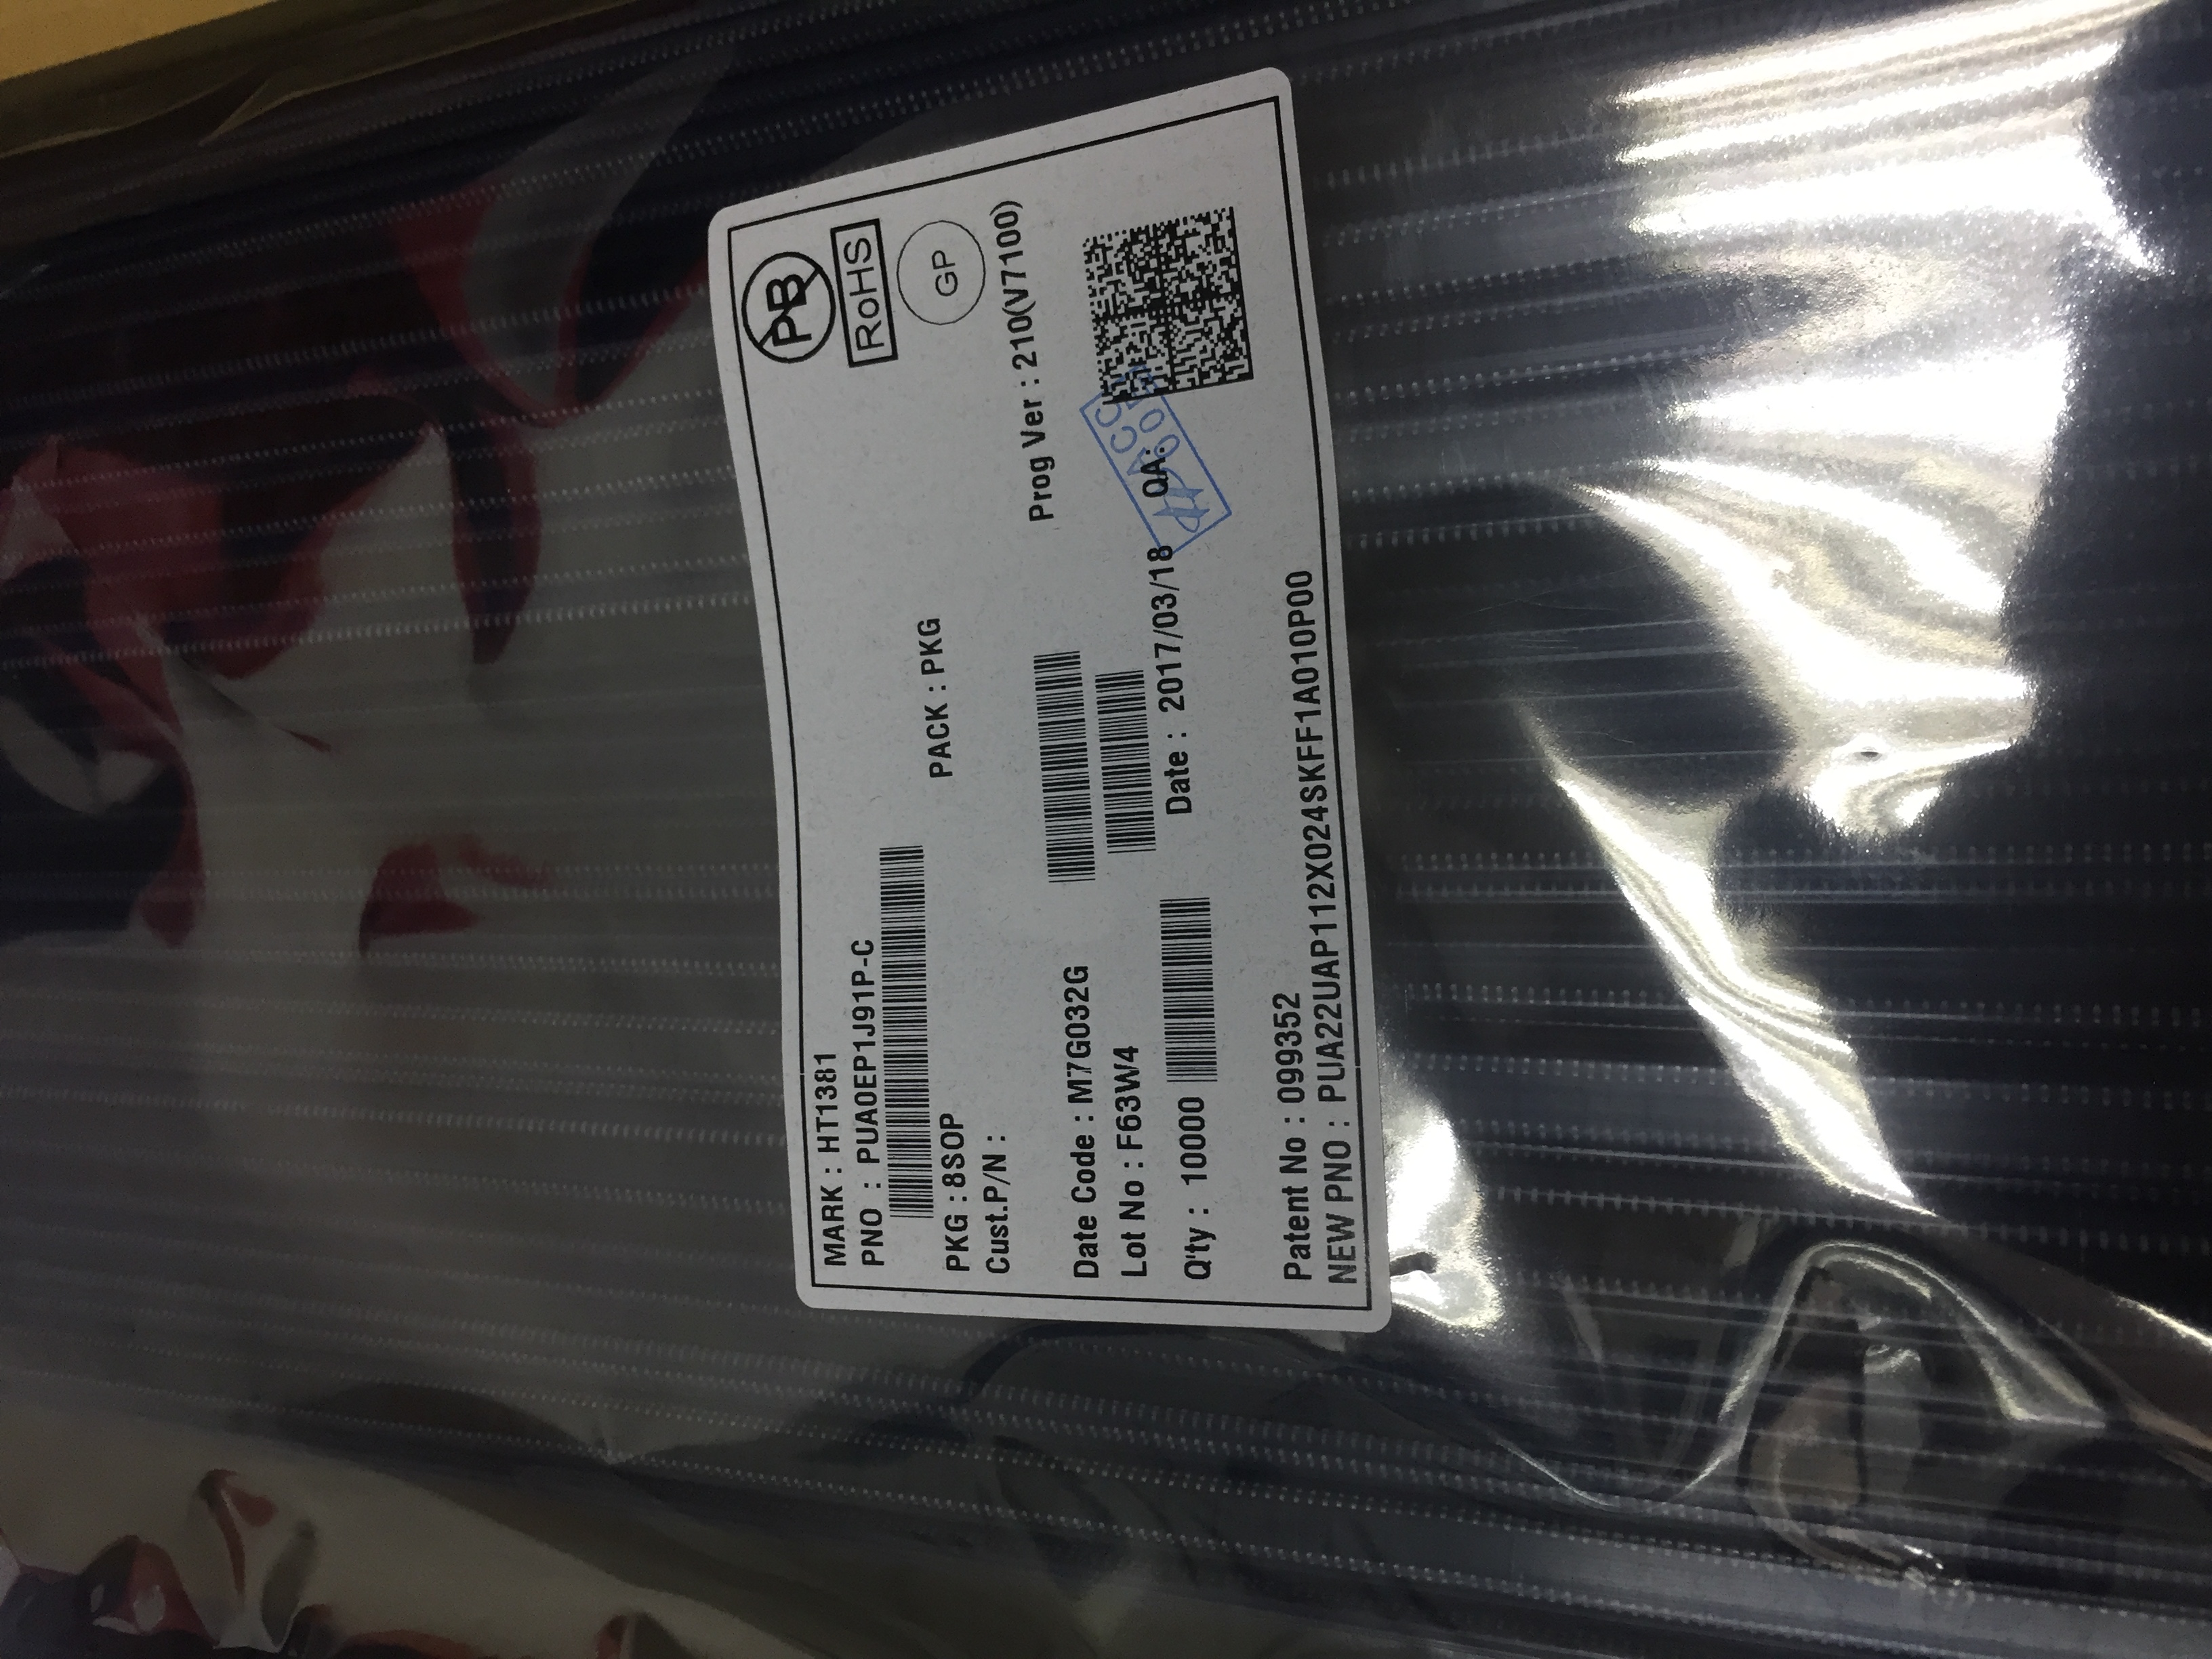 MARK : HT1381
PNO : PUA0EP1J91P-C
PB
RoHS
GP
PKG : 8SOP
PACK : PKG
Cust.P/N :
Prog Ver : 210(V7100)
Date Code : M7G032G
Lot No : F63W4
Q'ty : 10000
Date : 2017/03/18
QA:
Patent No : 099352
NEW PNO : PUA22UAP112X024SKFF1A010P00